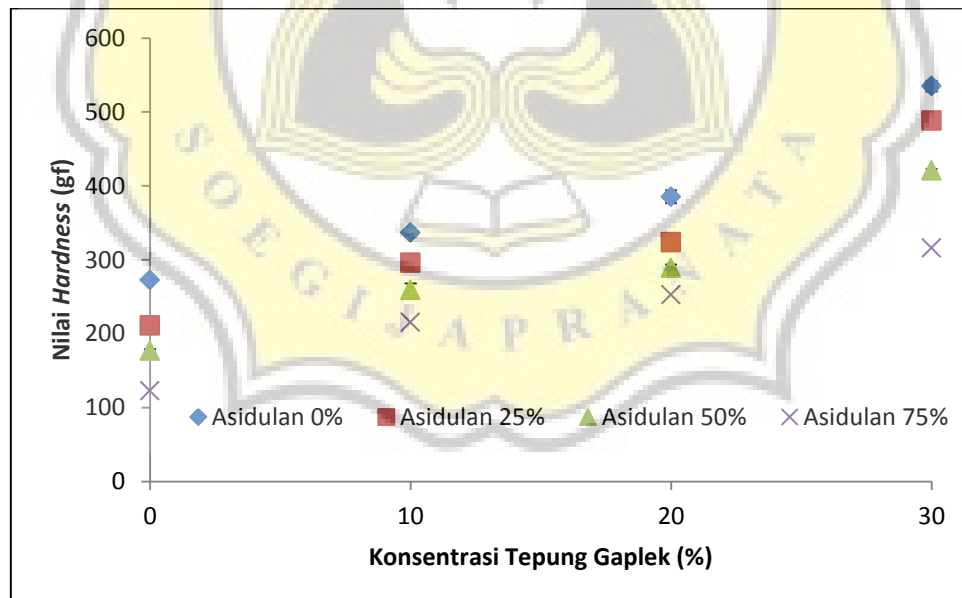 600
500
400
300
200
100
0
Nilai Hardness (gf)
SOEGIJAPRANATA
Asidulan 0% Asidulan 25% Asidulan 50% Asidulan 75%
0 10 20 30
Konsentrasi Tepung Gaplek (%)